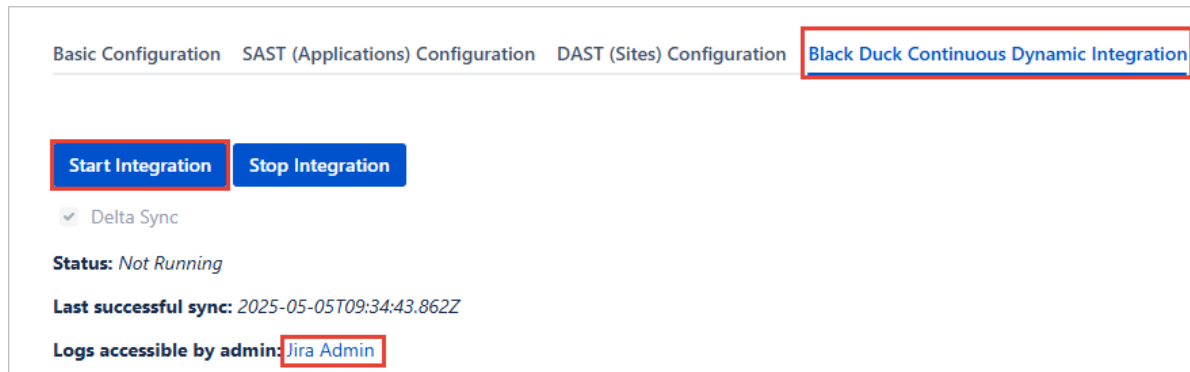 Basic Configuration SAST (Applications) Configuration DAST (Sites) Configuration Black Duck Continuous Dynamic Integration
Start Integration Stop Integration
Delta Sync
Status: Not Running
Last successful sync: 2025-05-05T09:34:43.862Z
Logs accessible by admin: Jira Admin